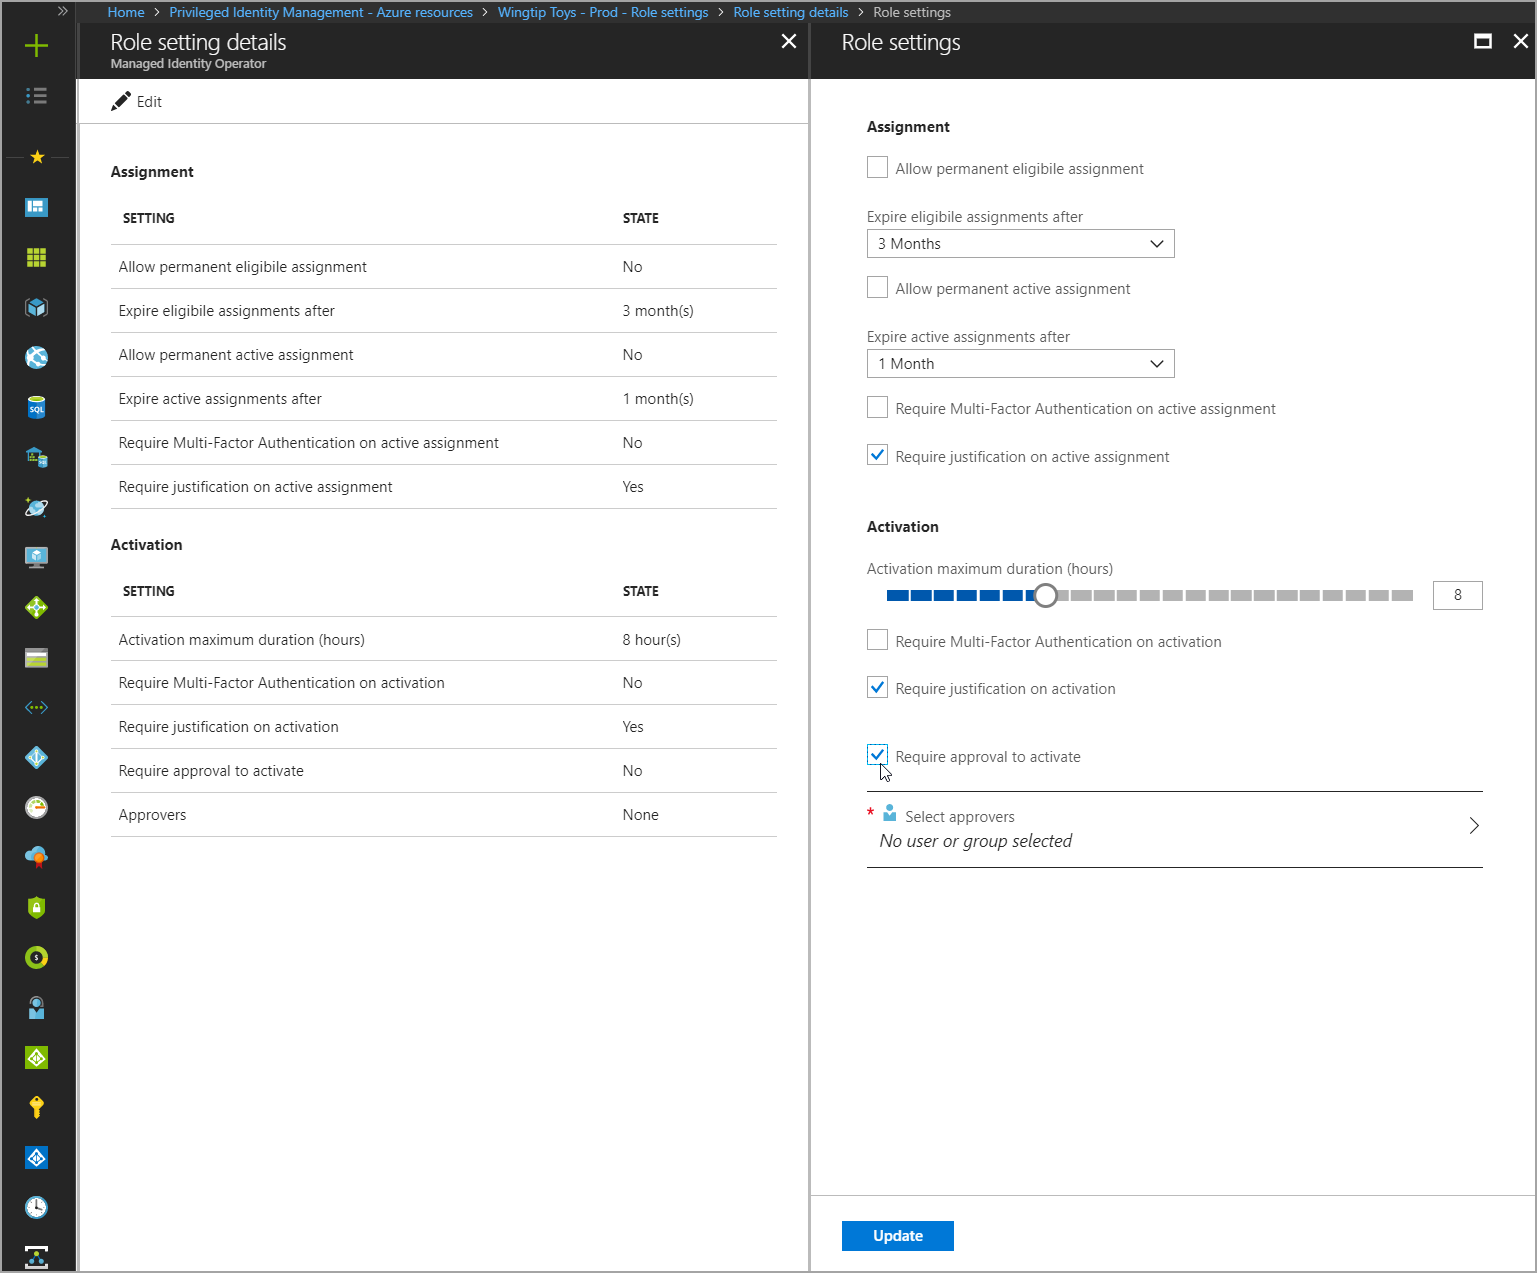 Home > Privileged Identity Management - Azure resources > Wingtip Toys - Prod - Role settings > Role setting details > Role settings
Role setting details
Managed Identity Operator
Edit
Assignment
SETTING STATE
Allow permanent eligibile assignment No
Expire eligibile assignments after 3 month(s)
Allow permanent active assignment No
Expire active assignments after 1 month(s)
Require Multi-Factor Authentication on active assignment No
Require justification on active assignment Yes
Activation
SETTING STATE
Activation maximum duration (hours) 8 hour(s)
Require Multi-Factor Authentication on activation No
Require justification on activation Yes
Require approval to activate No
Approvers None
Role settings
Assignment
Allow permanent eligibile assignment
Expire eligibile assignments after
3 Months
Allow permanent active assignment
Expire active assignments after
1 Month
Require Multi-Factor Authentication on active assignment
Require justification on active assignment
Activation
Activation maximum duration (hours)
8
Require Multi-Factor Authentication on activation
Require justification on activation
Require approval to activate
* Select approvers
No user or group selected
Update
SQL